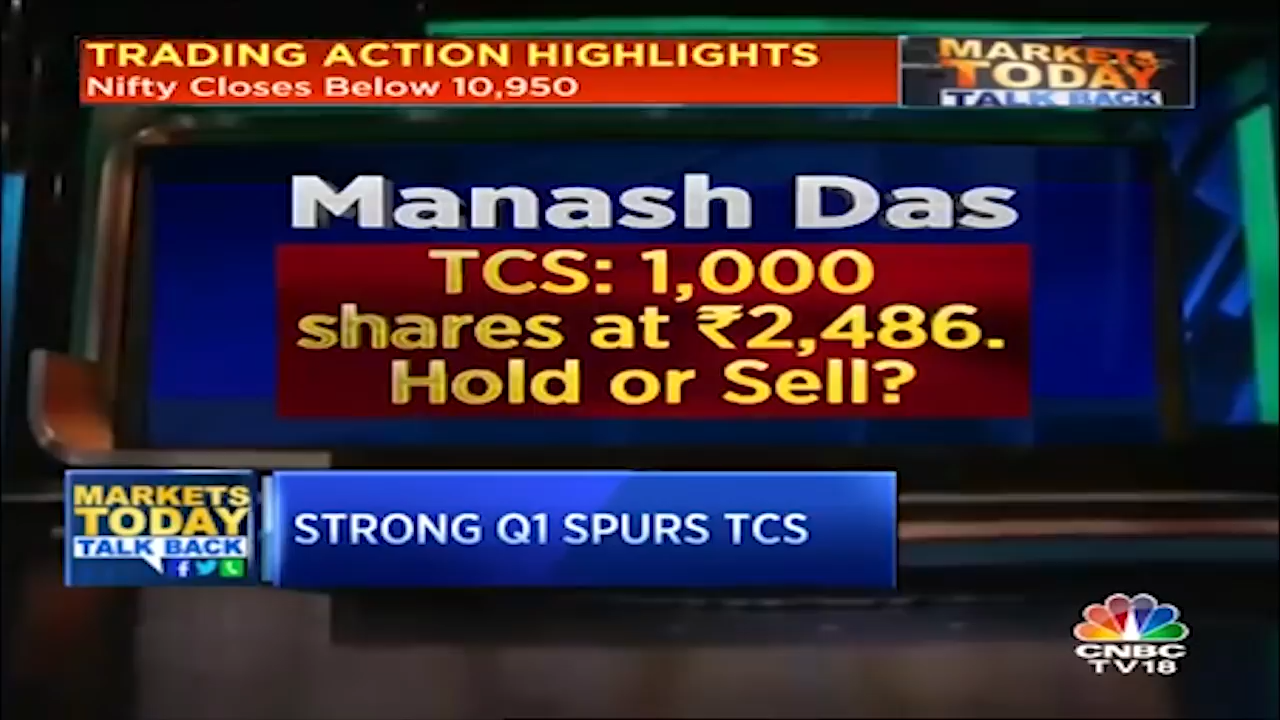 TRADING ACTION HIGHLIGHTS
Nifty Closes Below 10,950
MARKETS
TODAY
TALK BACK
Manash Das
TCS: 1,000
shares at ₹2,486.
Hold or Sell?
MARKETS
TODAY
TALK BACK
STRONG Q1 SPURS TCS
CNBC
TV18